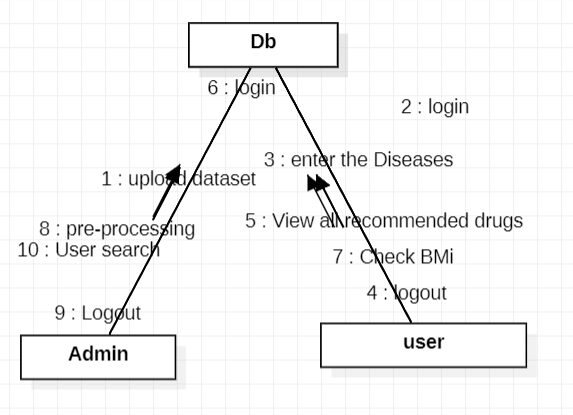 Db
6 : login
2 : login
3 : enter the Diseases
1 : upload dataset
5 : View all recommended drugs
8 : pre-processing
10 : User search
7 : Check BMi
4 : logout
9 : Logout
user
Admin